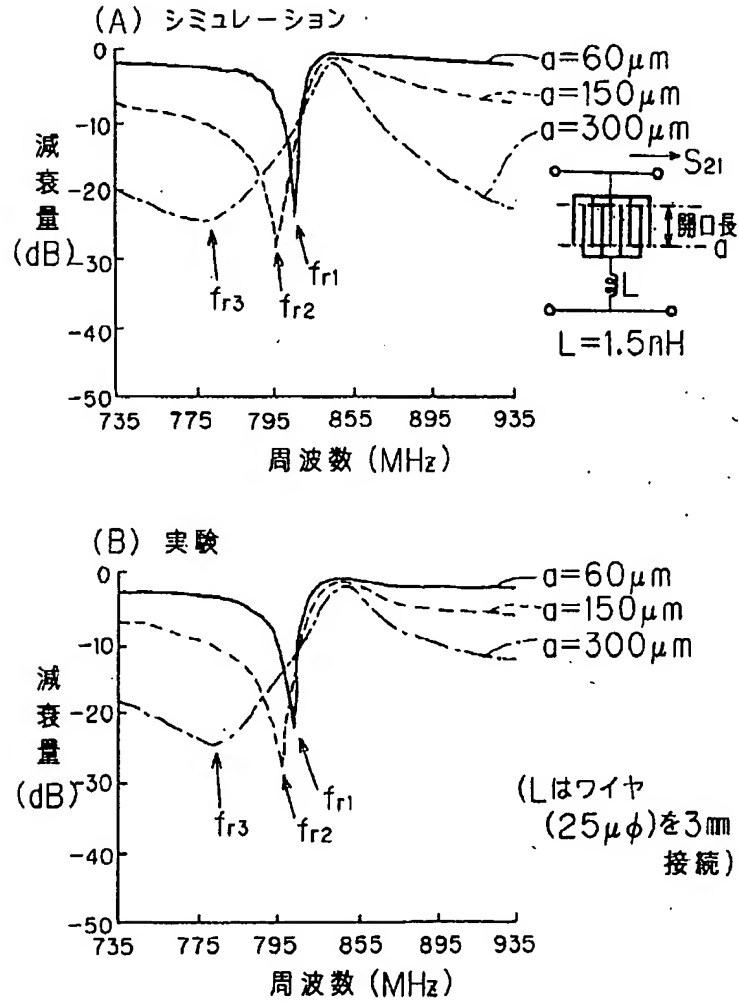 (A) シミュレーション
0
-10
-20
-30
-40
-50
減衰量
(dB)
735 775 795 855 895 935
周波数 (MHz)
fr3
fr2
fr1
a=60μm
a=150μm
a=300μm
S21
開口長
a
L
L=1.5nH
(B) 実験
0
-10
-20
-30
-40
-50
減衰量
(dB)
735 775 795 855 895 935
周波数 (MHz)
fr3
fr2
fr1
a=60μm
a=150μm
a=300μm
(Lはワイヤ
(25μφ)を3mm
接続)